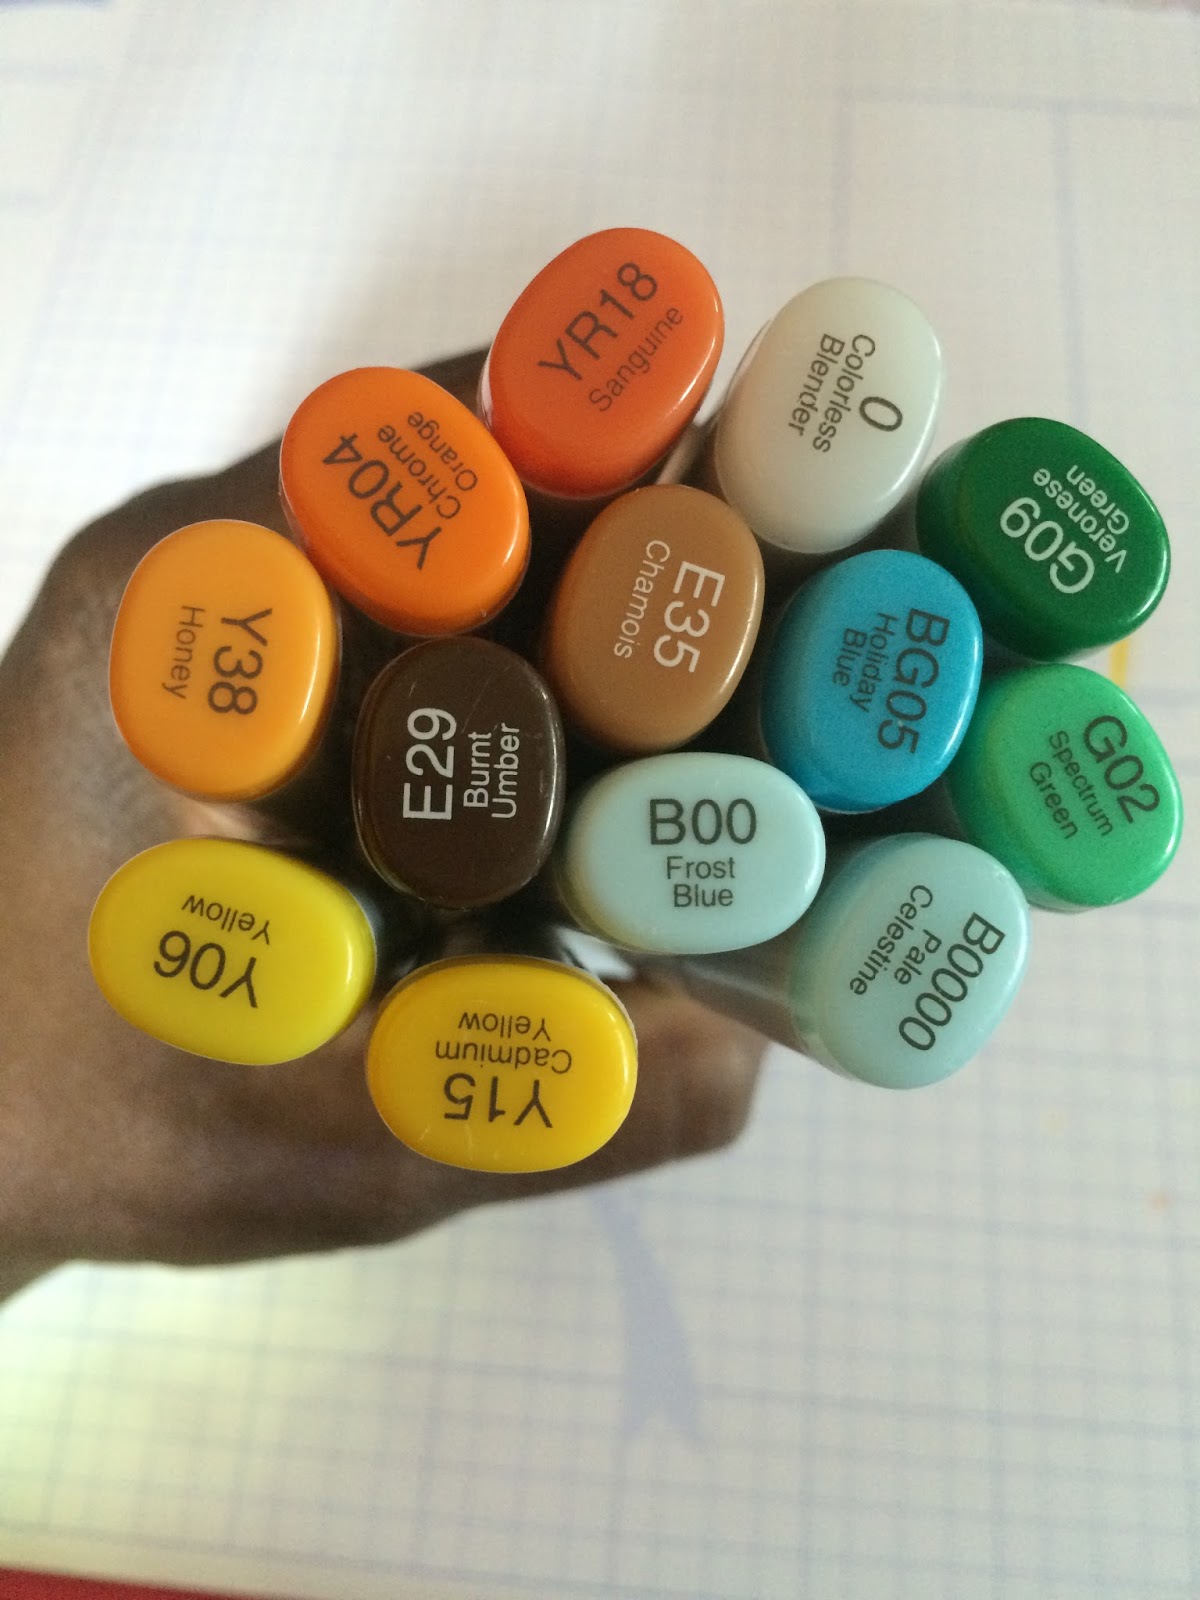 YR18
Sanguine
0
Colorless
Blender
YR04
Chrome
Orange
G09
Veronese
Green
E35
Chamois
Y38
Honey
BG05
Holiday
Blue
E29
Burnt
Umber
G02
Spectrum
Green
B00
Frost
Blue
B0000
Pale
Celestine
Y06
Yellow
Y15
Cadmium
Yellow